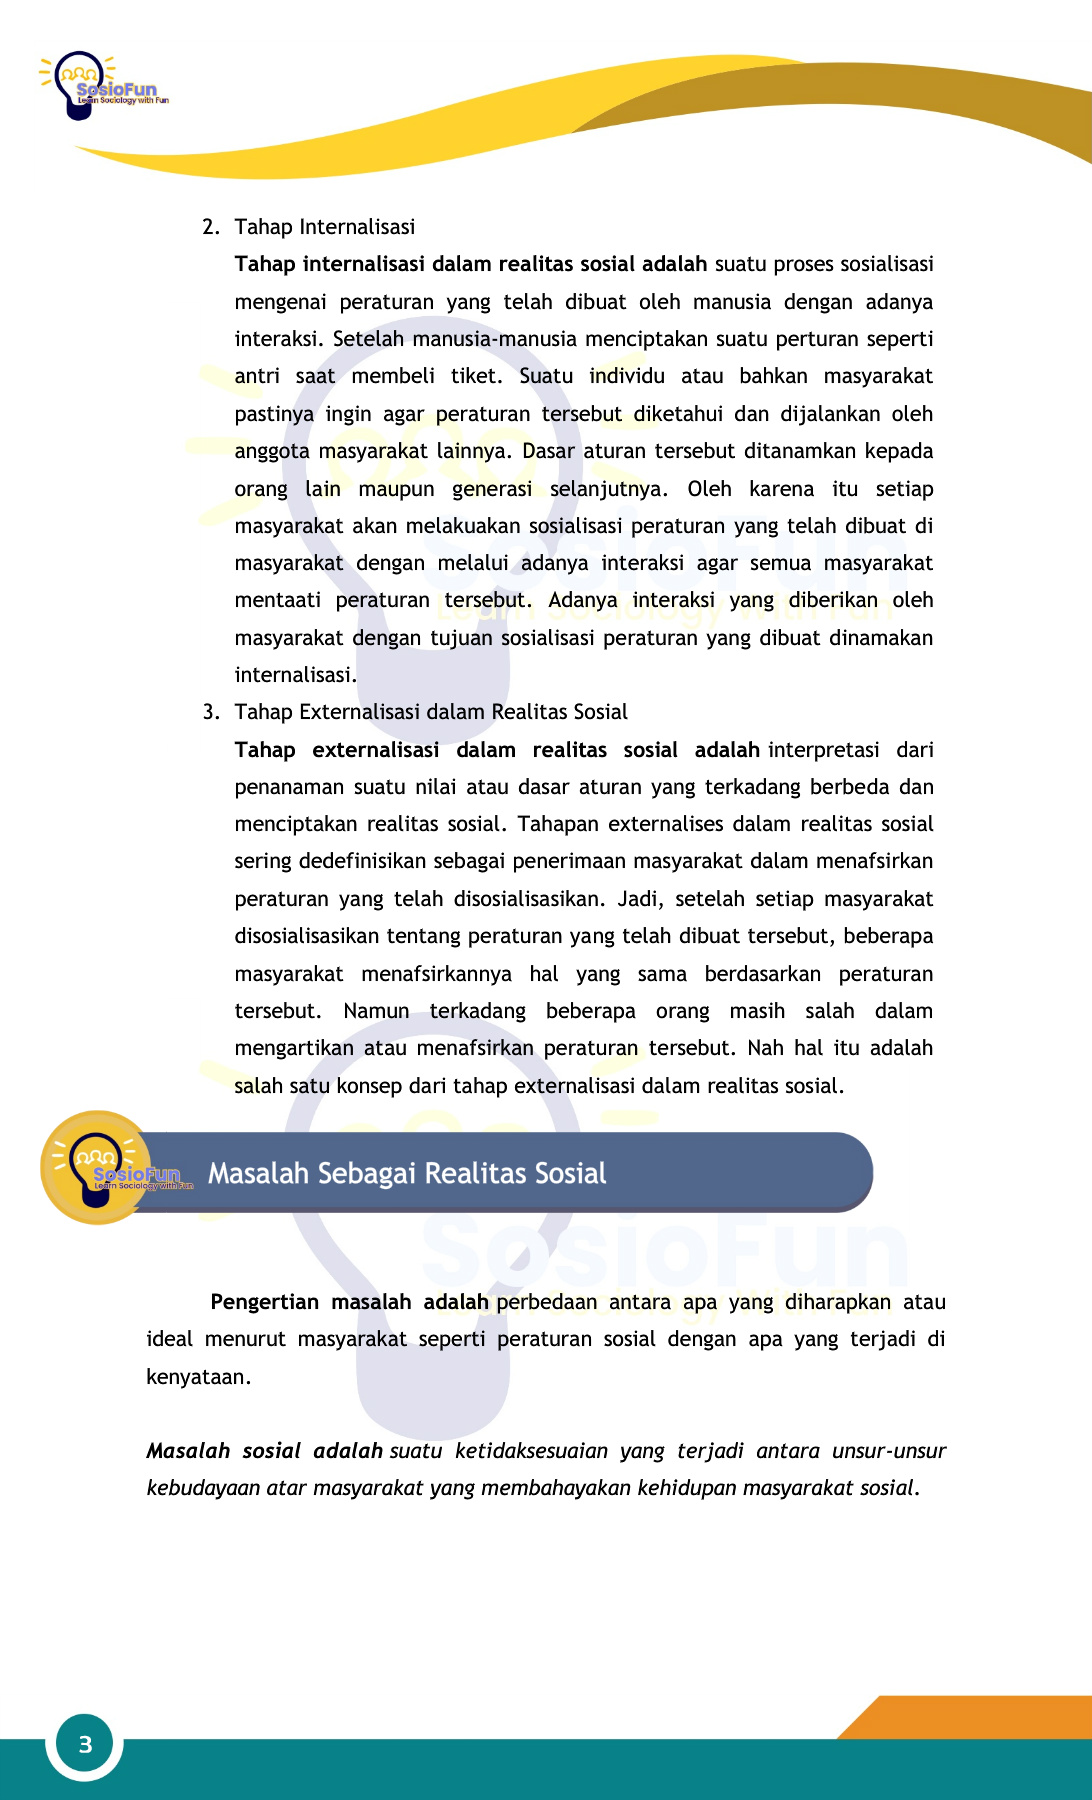 SosioFun
Learn Sociology with Fun
2. Tahap Internalisasi
Tahap internalisasi dalam realitas sosial adalah suatu proses sosialisasi
mengenai peraturan yang telah dibuat oleh manusia dengan adanya
interaksi. Setelah manusia-manusia menciptakan suatu perturan seperti
antri saat membeli tiket. Suatu individu atau bahkan masyarakat
pastinya ingin agar peraturan tersebut diketahui dan dijalankan oleh
anggota masyarakat lainnya. Dasar aturan tersebut ditanamkan kepada
orang lain maupun generasi selanjutnya. Oleh karena itu setiap
masyarakat akan melakuakan sosialisasi peraturan yang telah dibuat di
masyarakat dengan melalui adanya interaksi agar semua masyarakat
mentaati peraturan tersebut. Adanya interaksi yang diberikan oleh
masyarakat dengan tujuan sosialisasi peraturan yang dibuat dinamakan
internalisasi.
3. Tahap Externalisasi dalam Realitas Sosial
Tahap externalisasi dalam realitas sosial adalah interpretasi dari
penanaman suatu nilai atau dasar aturan yang terkadang berbeda dan
menciptakan realitas sosial. Tahapan externalises dalam realitas sosial
sering dedefinisikan sebagai penerimaan masyarakat dalam menafsirkan
peraturan yang telah disosialisasikan. Jadi, setelah setiap masyarakat
disosialisasikan tentang peraturan yang telah dibuat tersebut, beberapa
masyarakat menafsirkannya hal yang sama berdasarkan peraturan
tersebut. Namun terkadang beberapa orang masih salah dalam
mengartikan atau menafsirkan peraturan tersebut. Nah hal itu adalah
salah satu konsep dari tahap externalisasi dalam realitas sosial.
SosioFun
Learn Sociology with Fun
Masalah Sebagai Realitas Sosial
SosioFun
Learn Sociology With Fun
Pengertian masalah adalah perbedaan antara apa yang diharapkan atau
ideal menurut masyarakat seperti peraturan sosial dengan apa yang terjadi di
kenyataan.
Masalah sosial adalah suatu ketidaksesuaian yang terjadi antara unsur-unsur
kebudayaan atar masyarakat yang membahayakan kehidupan masyarakat sosial.
3